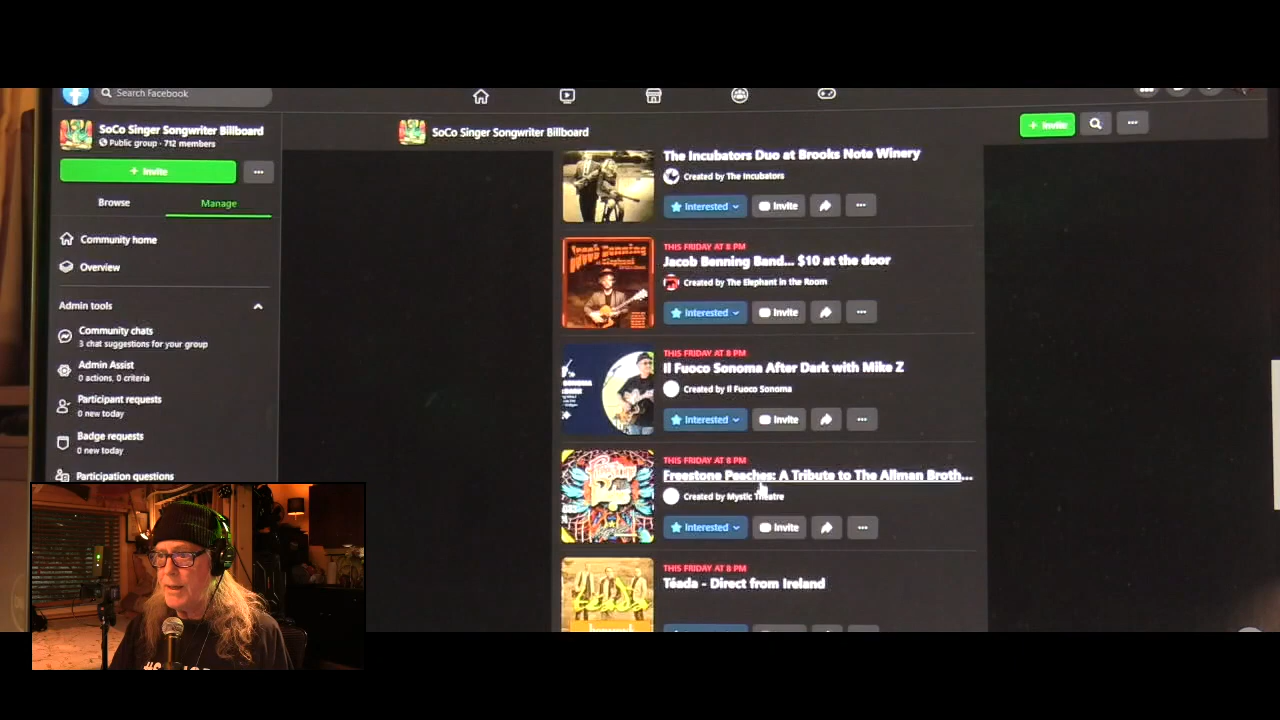 Search Facebook
SoCo Singer Songwriter Billboard
Public group · 712 members
+ Invite
Browse
Manage
Community home
Overview
Admin tools
Community chats
3 chat suggestions for your group
Admin Assist
0 actions, 0 criteria
Participant requests
0 new today
Badge requests
0 new today
Participation questions
SoCo Singer Songwriter Billboard
+ Invite
The Incubators Duo at Brooks Note Winery
Created by The Incubators
Interested
Invite
Jacob Benning
THIS FRIDAY AT 8 PM
Jacob Benning Band... $10 at the door
Created by The Elephant in the Room
Interested
Invite
THIS FRIDAY AT 8 PM
Il Fuoco Sonoma After Dark with Mike Z
Created by Il Fuoco Sonoma
Interested
Invite
THIS FRIDAY AT 8 PM
Freestone Peaches: A Tribute to The Allman Broth...
Created by Mystic Theatre
Interested
Invite
THIS FRIDAY AT 8 PM
Téada - Direct from Ireland
téada